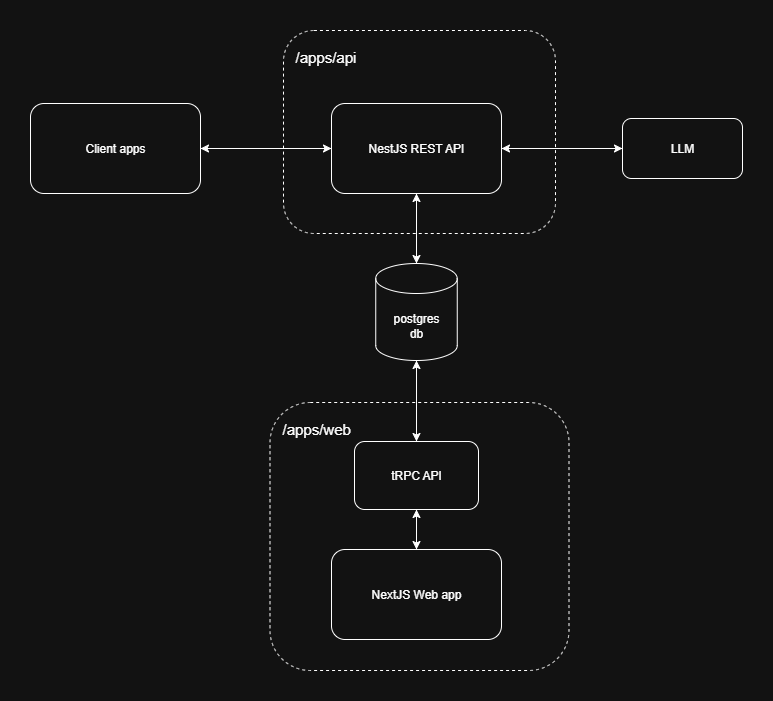 /apps/api
Client apps
NestJS REST API
LLM
postgres
db
/apps/web
tRPC API
NextJS Web app